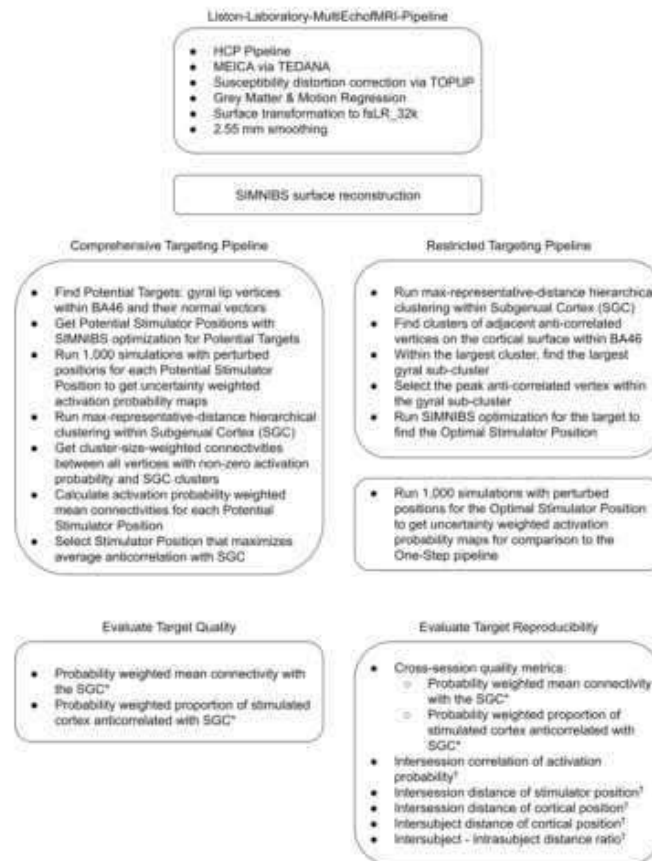 Liston-Laboratory-MultiEchofMRI-Pipeline
● HCP Pipeline
● MEICA via TEDANA
● Susceptibility distortion correction via TOPUP
● Grey Matter & Motion Regression
● Surface transformation to fsLR_32k
● 2.55 mm smoothing
SIMNIBS surface reconstruction
Comprehensive Targeting Pipeline
● Find Potential Targets: gyral lip vertices
within BA46 and their normal vectors
● Get Potential Stimulator Positions with
SIMNIBS optimization for Potential Targets
● Run 1,000 simulations with perturbed
positions for each Potential Stimulator
Position to get uncertainty weighted
activation probability maps
● Run max-representative-distance hierarchical
clustering within Subgenual Cortex (SGC)
● Get cluster-size-weighted connectivities
between all vertices with non-zero activation
probability and SGC clusters
● Calculate activation probability weighted
mean connectivities for each Potential
Stimulator Position
● Select Stimulator Position that maximizes
average anticorrelation with SGC
Restricted Targeting Pipeline
● Run max-representative-distance hierarchical
clustering within Subgenual Cortex (SGC)
● Find clusters of adjacent anti-correlated
vertices on the cortical surface within BA46
● Within the largest cluster, find the largest
gyral sub-cluster
● Select the peak anti-correlated vertex within
the gyral sub-cluster
● Run SIMNIBS optimization for the target to
find the Optimal Stimulator Position
● Run 1,000 simulations with perturbed
positions for the Optimal Stimulator Position
to get uncertainty weighted activation
probability maps for comparison to the
One-Step pipeline
Evaluate Target Quality
● Probability weighted mean connectivity with
the SGC*
● Probability weighted proportion of stimulated
cortex anticorrelated with SGC*
Evaluate Target Reproducibility
● Cross-session quality metrics:
○ Probability weighted mean connectivity
with the SGC*
○ Probability weighted proportion of
stimulated cortex anticorrelated with
SGC*
● Intersession correlation of activation
probability†
● Intersession distance of stimulator position†
● Intersession distance of cortical position†
● Intersubject distance of cortical position†
● Intersubject - Intrasubject distance ratio†